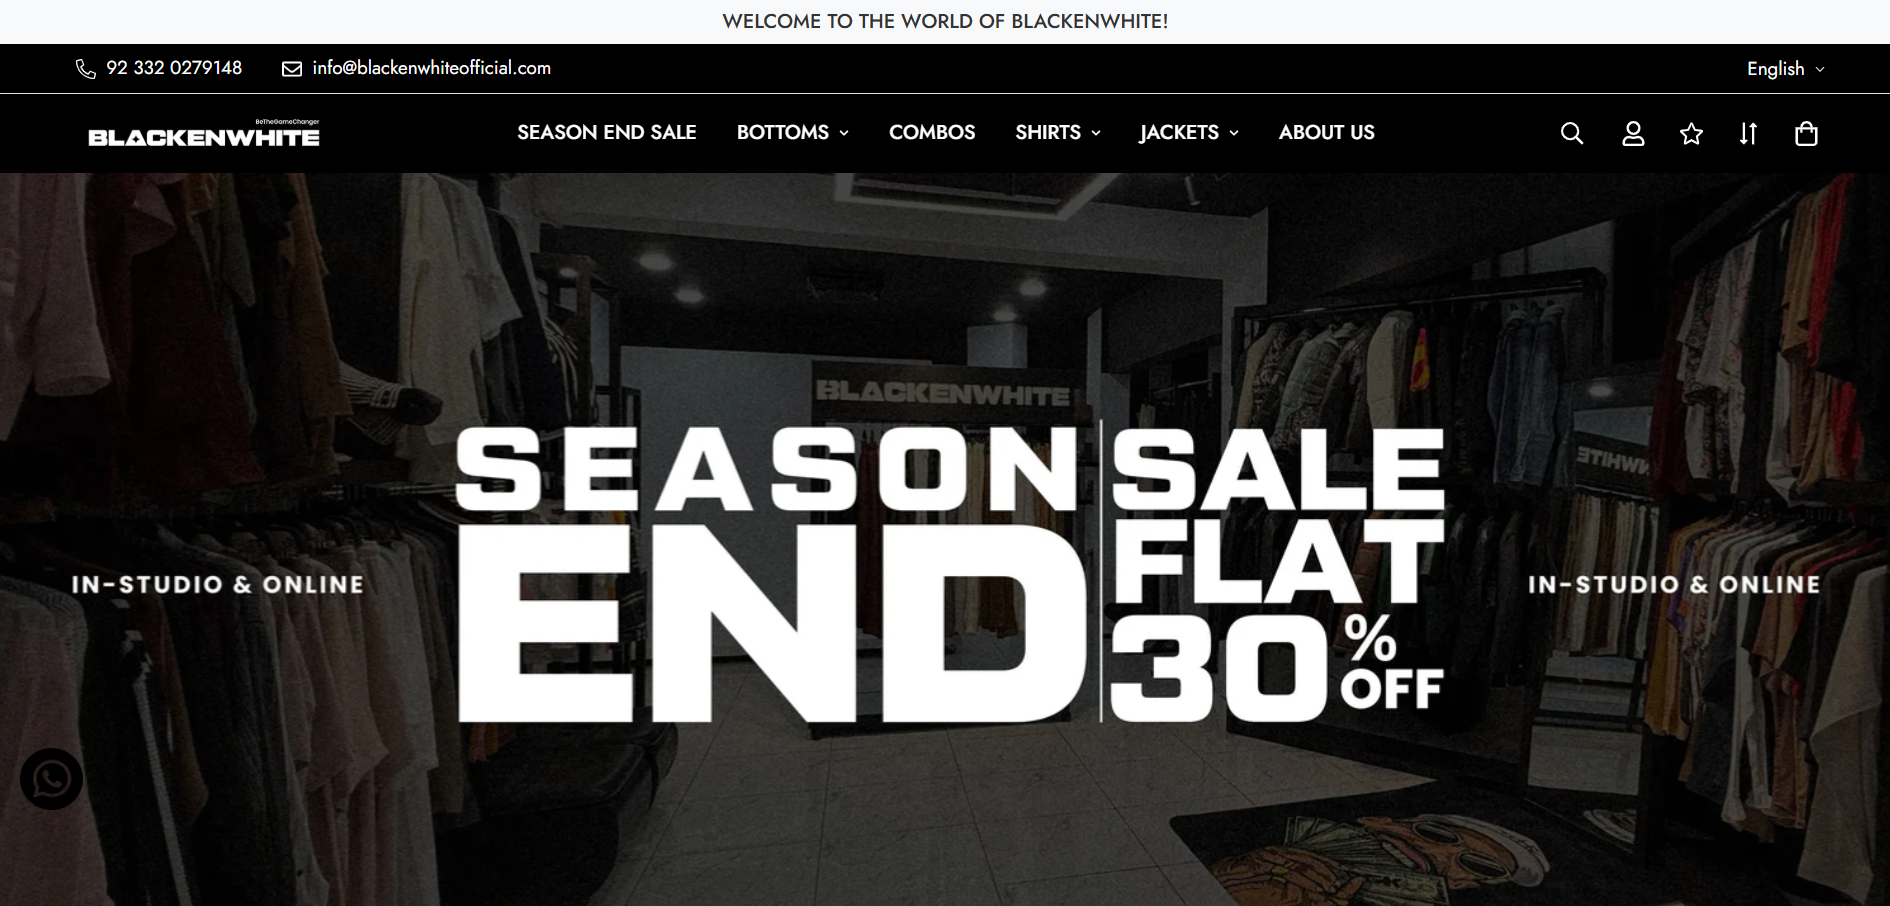 WELCOME TO THE WORLD OF BLACKENWHITE!
92 332 0279148
info@blackenwhiteofficial.com
English
BeTheGameChanger
BLACKENWHITE
SEASON END SALE
BOTTOMS
COMBOS
SHIRTS
JACKETS
ABOUT US
BLACKENWHITE
SEASON
END
SALE
FLAT
30%
OFF
IN-STUDIO & ONLINE
IN-STUDIO & ONLINE